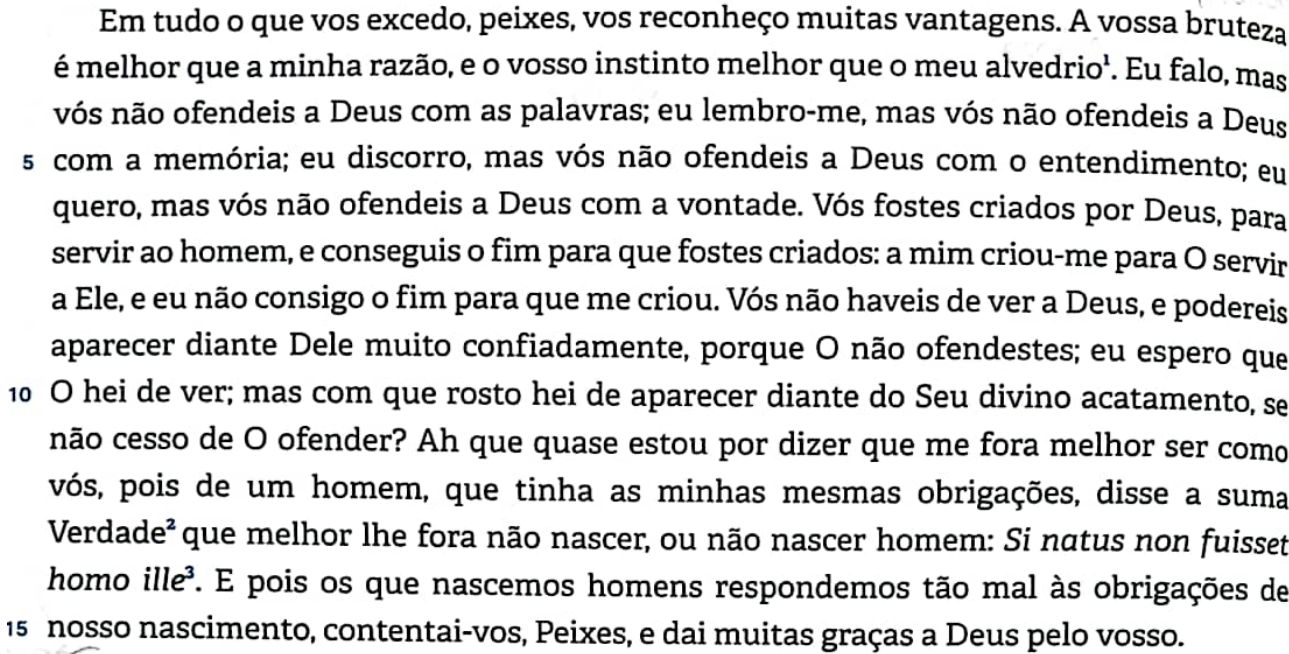 Em tudo o que vos excedo, peixes, vos reconheço muitas vantagens. A vossa bruteza
é melhor que a minha razão, e o vosso instinto melhor que o meu alvedrio¹. Eu falo, mas
vós não ofendeis a Deus com as palavras; eu lembro-me, mas vós não ofendeis a Deus
5 com a memória; eu discorro, mas vós não ofendeis a Deus com o entendimento; eu
quero, mas vós não ofendeis a Deus com a vontade. Vós fostes criados por Deus, para
servir ao homem, e conseguis o fim para que fostes criados: a mim criou-me para O servir
a Ele, e eu não consigo o fim para que me criou. Vós não haveis de ver a Deus, e podereis
aparecer diante Dele muito confiadamente, porque O não ofendestes; eu espero que
10 O hei de ver; mas com que rosto hei de aparecer diante do Seu divino acatamento, se
não cesso de O ofender? Ah que quase estou por dizer que me fora melhor ser como
vós, pois de um homem, que tinha as minhas mesmas obrigações, disse a suma
Verdade² que melhor lhe fora não nascer, ou não nascer homem: Si natus non fuisset
homo ille³. E pois os que nascemos homens respondemos tão mal às obrigações de
15 nosso nascimento, contentai-vos, Peixes, e dai muitas graças a Deus pelo vosso.